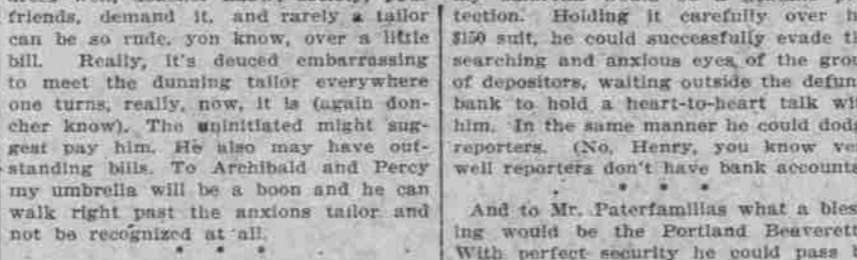 friends, demand it, and rarely a tailor
can be so rude, yon know, over a little
bill. Really, it's deuced embarrassing
to meet the dunning tailor everywhere
one turns, really, now, it is (again don-
cher know). The uninitiated might sug-
gest pay him. He also may have out-
standing bills. To Archibald and Percy
my umbrella will be a boon and he can
walk right past the anxions tailor and
not be recognized at all.
* * *
tection. Holding it carefully over
$150 suit, he could successfully evade
searching and anxious eyes of the
of depositors, waiting outside the
bank to hold a heart-to-heart talk
him. In the same manner he could
reporters. (No, Henry, you know
well reporters don't have bank
* * *
And to Mr. Paterfamilias what a
ing would be the Portland
With perfect security he could pass